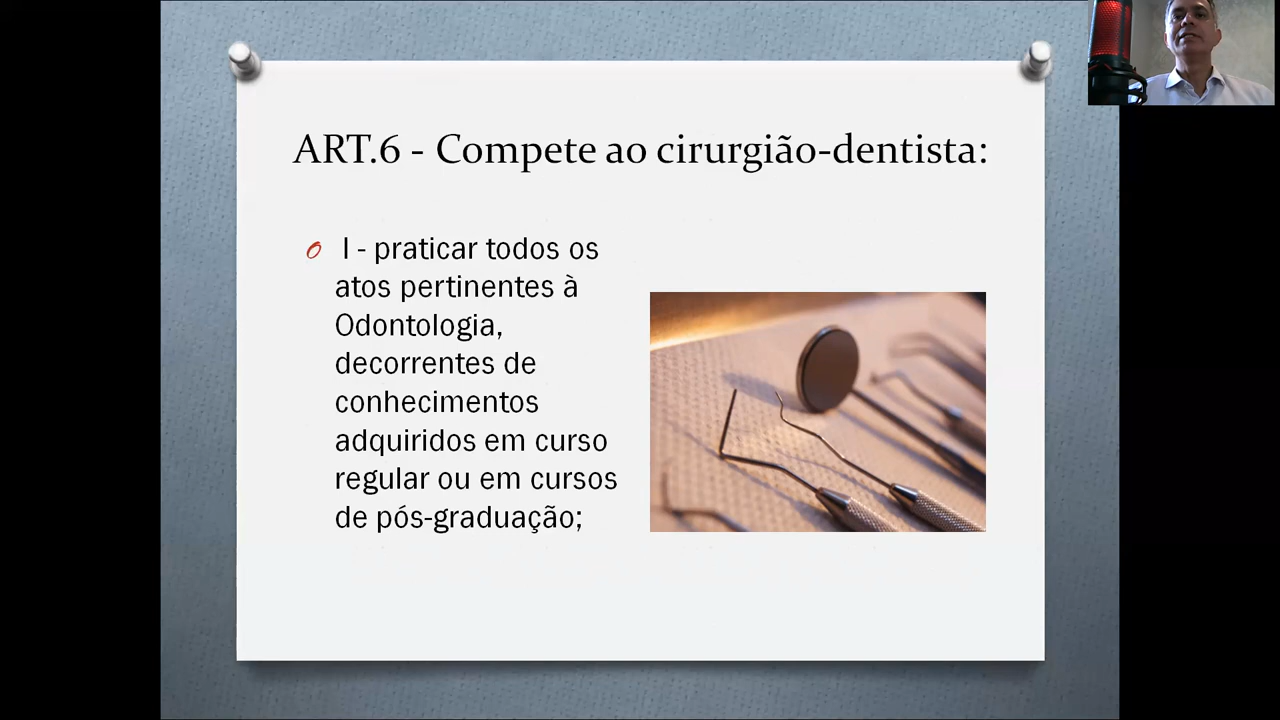 ART.6 - Compete ao cirurgião-dentista:
I - praticar todos os
atos pertinentes à
Odontologia,
decorrentes de
conhecimentos
adquiridos em curso
regular ou em cursos
de pós-graduação;